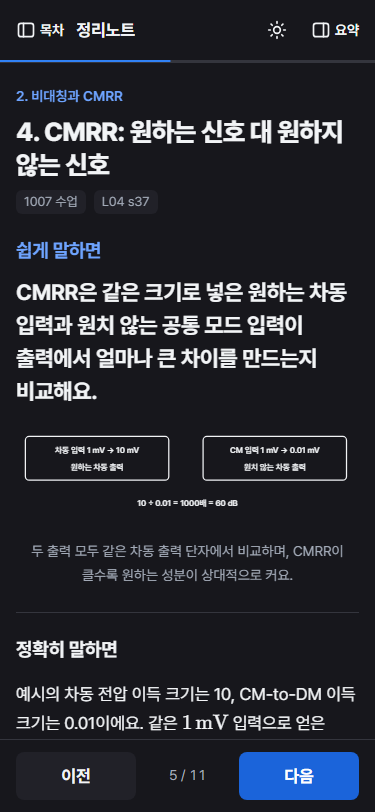 목차 정리노트 요약
2. 비대칭과 CMRR
4. CMRR: 원하는 신호 대 원하지
않는 신호
1007 수업 L04 s37
쉽게 말하면
CMRR은 같은 크기로 넣은 원하는 차동
입력과 원치 않는 공통 모드 입력이
출력에서 얼마나 큰 차이를 만드는지
비교해요.
차동 입력 1 mV → 10 mV
원하는 차동 출력
CM 입력 1 mV → 0.01 mV
원치 않는 차동 출력
10 ÷ 0.01 = 1000배 = 60 dB
두 출력 모두 같은 차동 출력 단자에서 비교하며, CMRR이
클수록 원하는 성분이 상대적으로 커요.
정확히 말하면
예시의 차동 전압 이득 크기는 10, CM-to-DM 이득
크기는 0.01이에요. 같은 1 mV 입력으로 얻은
이전 5 / 11 다음